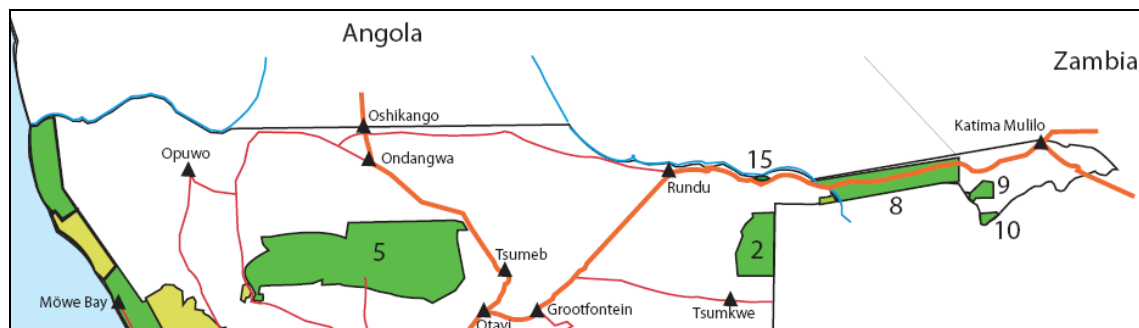 Angola
Zambia
Oshikango
Katima Mulilo
Opuwo
Ondangwa
15
Rundu
9
8
10
5
2
Tsumeb
Möwe Bay
Otavi
Grootfontein
Tsumkwe